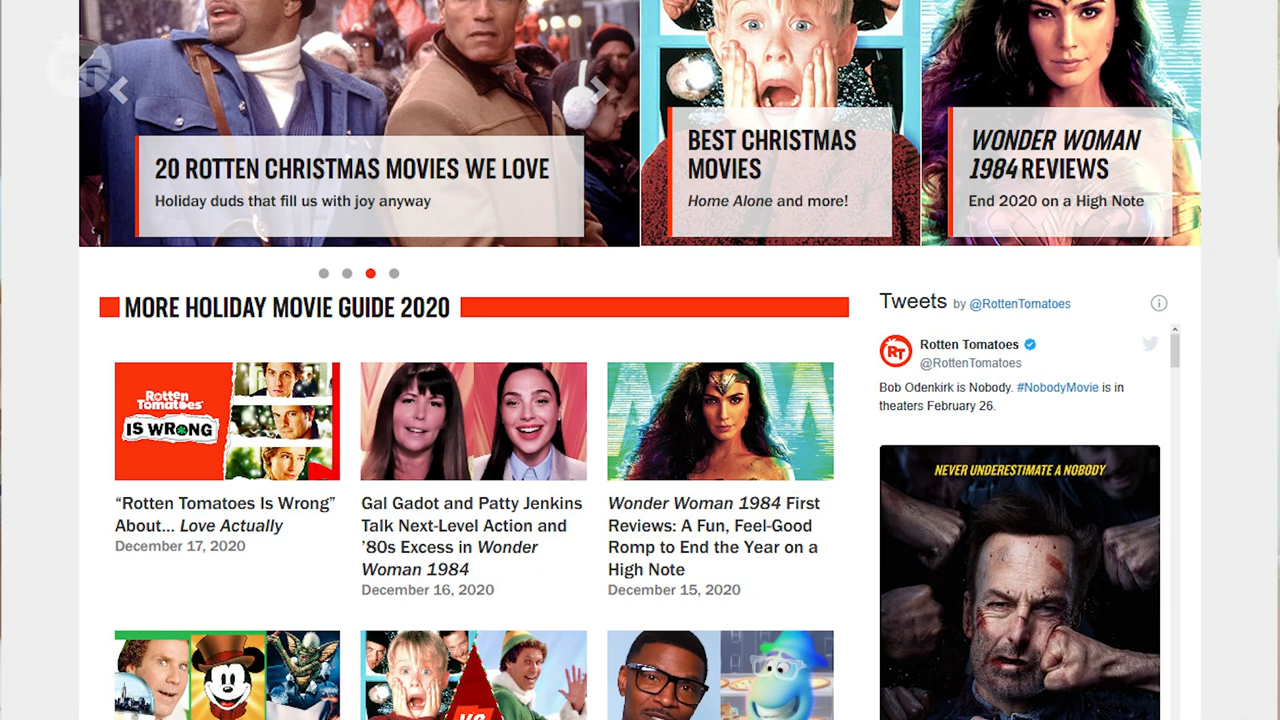 20 ROTTEN CHRISTMAS MOVIES WE LOVE
Holiday duds that fill us with joy anyway
BEST CHRISTMAS
MOVIES
Home Alone and more!
WONDER WOMAN
1984 REVIEWS
End 2020 on a High Note
MORE HOLIDAY MOVIE GUIDE 2020
Rotten
Tomatoes
IS WRONG
“Rotten Tomatoes Is Wrong”
About... Love Actually
December 17, 2020
Gal Gadot and Patty Jenkins
Talk Next-Level Action and
’80s Excess in Wonder
Woman 1984
December 16, 2020
Wonder Woman 1984 First
Reviews: A Fun, Feel-Good
Romp to End the Year on a
High Note
December 15, 2020
VS
Tweets by @RottenTomatoes
RT
Rotten Tomatoes
@RottenTomatoes
Bob Odenkirk is Nobody. #NobodyMovie is in
theaters February 26.
NEVER UNDERESTIMATE A NOBODY